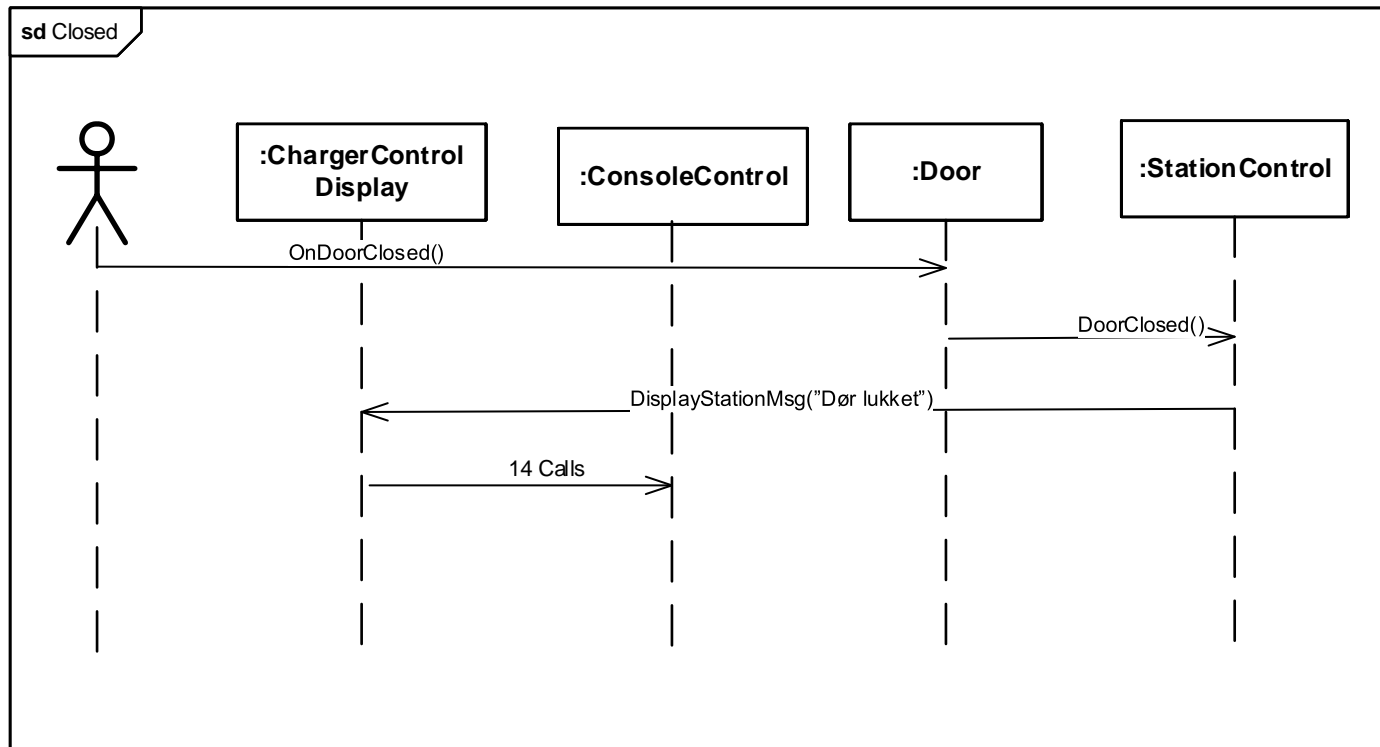 sd Closed
:ChargerControl
Display
:ConsoleControl
:Door
:StationControl
OnDoorClosed()
DoorClosed()
DisplayStationMsg(”Dør lukket”)
14 Calls